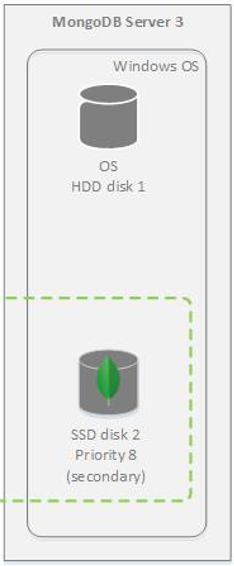 MongoDB Server 3
Windows OS
OS
HDD disk 1
SSD disk 2
Priority 8
(secondary)